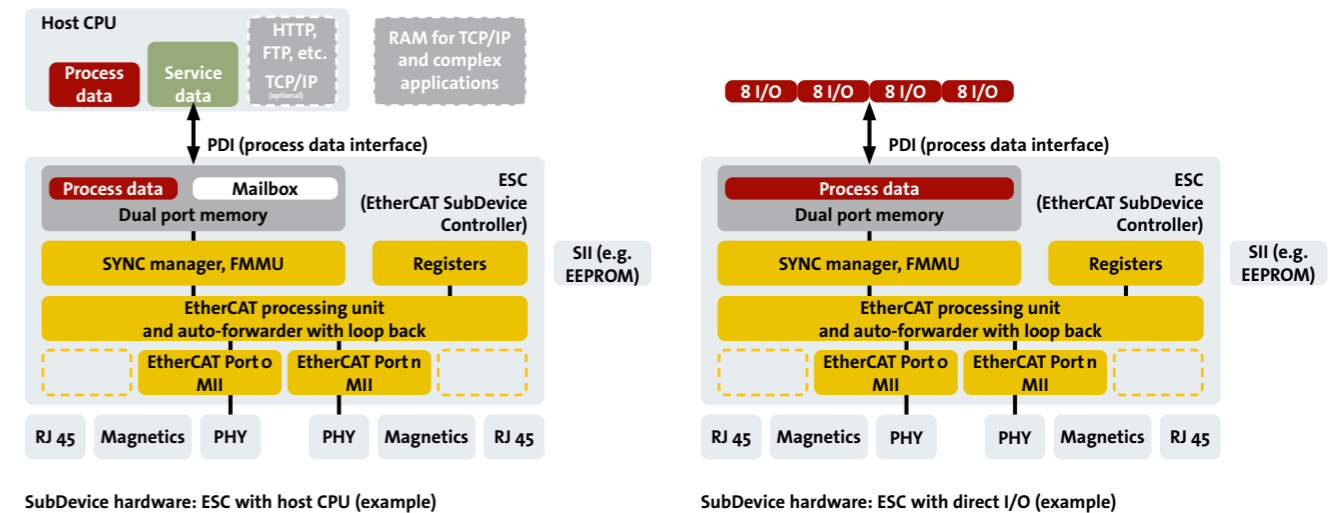 Host CPU
Process
data
Service
data
HTTP,
FTP, etc.
TCP/IP
(optional)
RAM for TCP/IP
and complex
applications
PDI (process data interface)
Process data
Mailbox
Dual port memory
ESC
(EtherCAT SubDevice
Controller)
SYNC manager, FMMU
Registers
SII (e.g.
EEPROM)
EtherCAT processing unit
and auto-forwarder with loop back
EtherCAT Port 0
MII
EtherCAT Port n
MII
RJ 45
Magnetics
PHY
PHY
Magnetics
RJ 45
SubDevice hardware: ESC with host CPU (example)
8 I/O
8 I/O
8 I/O
8 I/O
PDI (process data interface)
Process data
Dual port memory
ESC
(EtherCAT SubDevice
Controller)
SYNC manager, FMMU
Registers
SII (e.g.
EEPROM)
EtherCAT processing unit
and auto-forwarder with loop back
EtherCAT Port 0
MII
EtherCAT Port n
MII
RJ 45
Magnetics
PHY
PHY
Magnetics
RJ 45
SubDevice hardware: ESC with direct I/O (example)